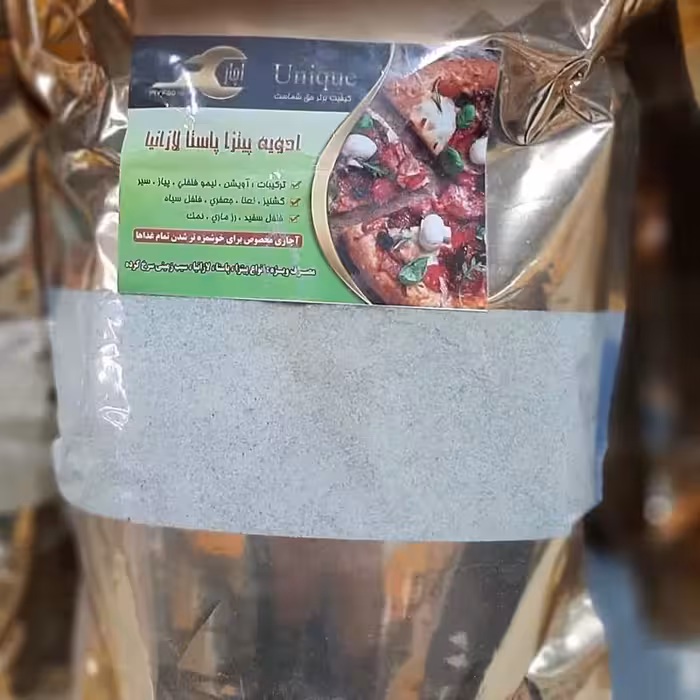 آچار
Unique
کیفیت برتر حق شماست
ادویه پیتزا پاستا لازانیا
ترکیبات : آویشن ، لیمو فلفلی ، پیاز ، سیر
گشنیز ، نعنا ، جعفری ، فلفل سیاه
فلفل سفید ، رزماری ، نمک
آچاری مخصوص برای خوشمزه تر شدن تمام غذاها
مصرف ویژه : انواع پیتزا ، پاستا ، لازانیا ، سیب زمینی سرخ کرده